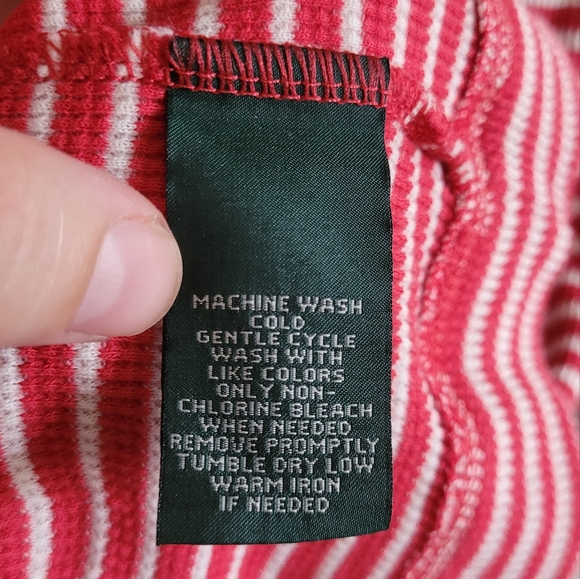 MACHINE WASH
COLD
GENTLE CYCLE
WASH WITH
LIKE COLORS
ONLY NON-
CHLORINE BLEACH
WHEN NEEDED
REMOVE PROMPTLY
TUMBLE DRY LOW
WARM IRON
IF NEEDED